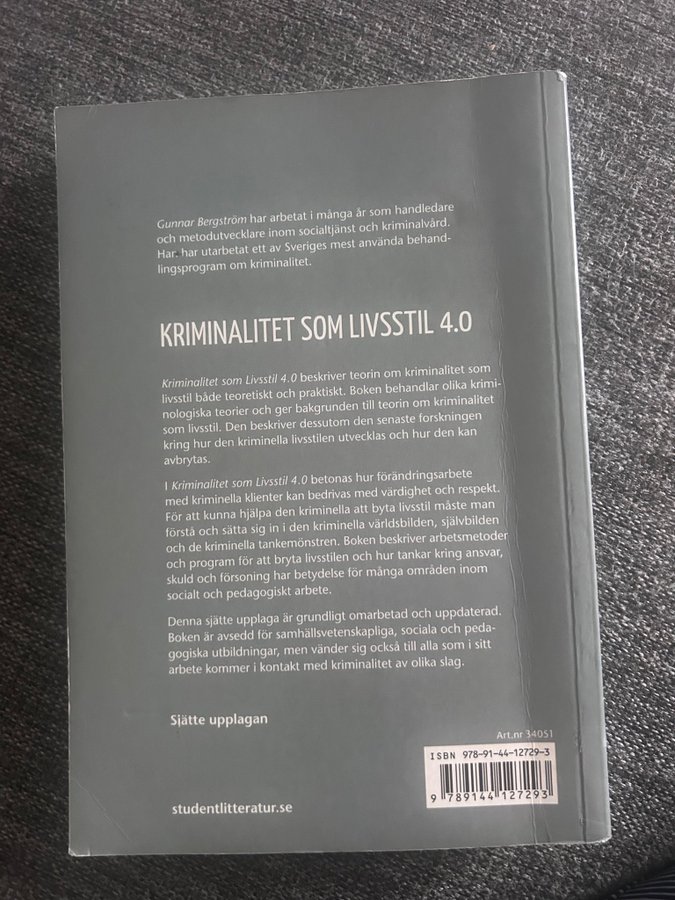 Gunnar Bergström har arbetat i många år som handledare
och metodutvecklare inom socialtjänst och kriminalvård.
Har. har utarbetat ett av Sveriges mest använda behand-
lingsprogram om kriminalitet.
KRIMINALITET SOM LIVSSTIL 4.0
Kriminalitet som Livsstil 4.0 beskriver teorin om kriminalitet som
livsstil både teoretiskt och praktiskt. Boken behandlar olika krimi-
nologiska teorier och ger bakgrunden till teorin om kriminalitet
som livsstil. Den beskriver dessutom den senaste forskningen
kring hur den kriminella livsstilen utvecklas och hur den kan
avbrytas.
I Kriminalitet som Livsstil 4.0 betonas hur förändringsarbete
med kriminella klienter kan bedrivas med värdighet och respekt.
För att kunna hjälpa den kriminella att byta livsstil måste man
förstå och sätta sig in i den kriminella världsbilden, självbilden
och de kriminella tankemönstren. Boken beskriver arbetsmetoder
och program för att bryta livsstilen och hur tankar kring ansvar,
skuld och försoning har betydelse för många områden inom
socialt och pedagogiskt arbete.
Denna sjätte upplaga är grundligt omarbetad och uppdaterad.
Boken är avsedd för samhällsvetenskapliga, sociala och peda-
gogiska utbildningar, men vänder sig också till alla som i sitt
arbete kommer i kontakt med kriminalitet av olika slag.
Sjätte upplagan
Art.nr 34051
ISBN 978-91-44-12729-3
9 789144 127293
studentlitteratur.se